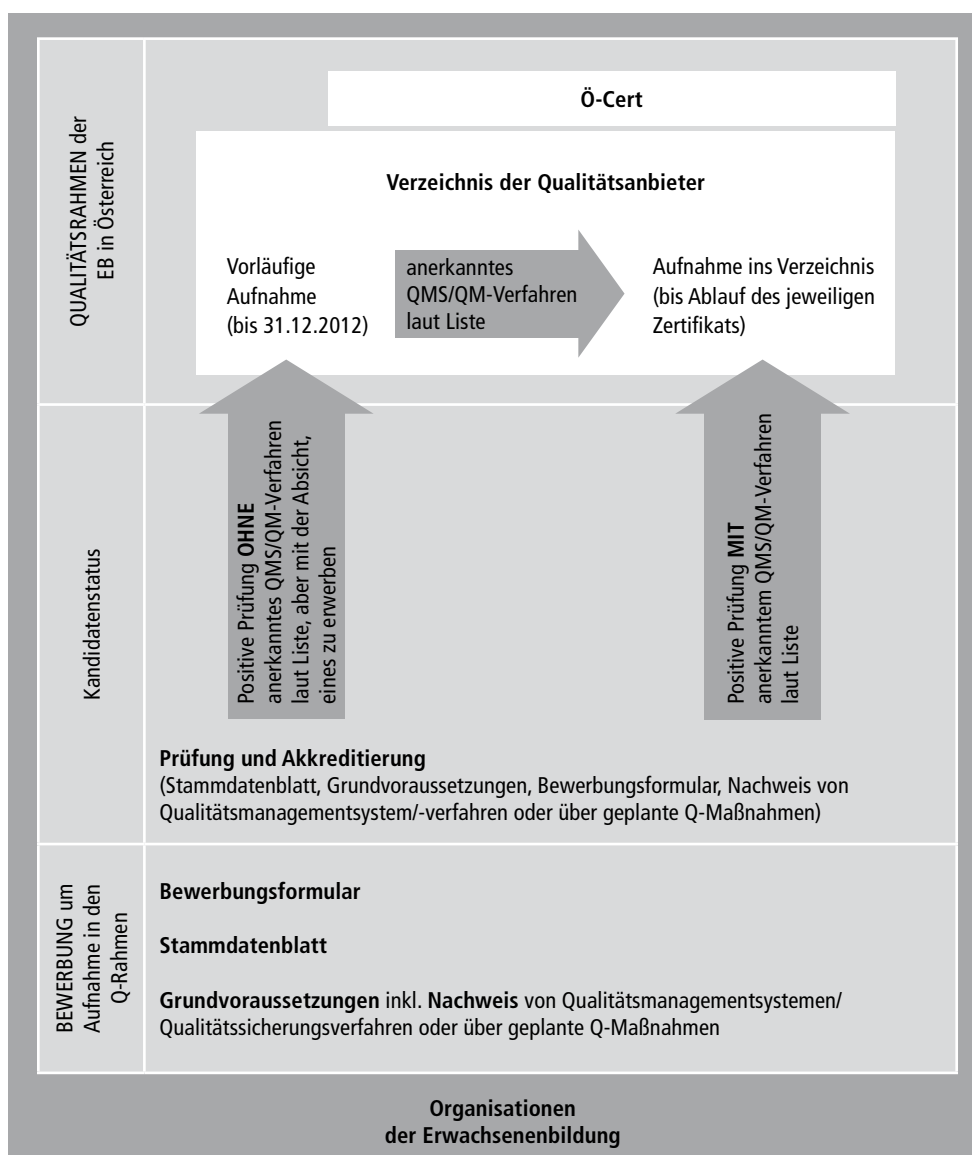 QUALITÄTSRAHMEN der
EB in Österreich
Ö-Cert
Verzeichnis der Qualitätsanbieter
Vorläufige
Aufnahme
(bis 31.12.2012)
anerkanntes
QMS/QM-Verfahren
laut Liste
Aufnahme ins Verzeichnis
(bis Ablauf des jeweiligen
Zertifikats)
Kandidatenstatus
Positive Prüfung OHNE
anerkanntes QMS/QM-Verfahren
laut Liste, aber mit der Absicht,
eines zu erwerben
Positive Prüfung MIT
anerkanntem QMS/QM-Verfahren
laut Liste
Prüfung und Akkreditierung
(Stammdatenblatt, Grundvoraussetzungen, Bewerbungsformular, Nachweis von
Qualitätsmanagementsystem/-verfahren oder über geplante Q-Maßnahmen)
BEWERBUNG um
Aufnahme in den
Q-Rahmen
Bewerbungsformular
Stammdatenblatt
Grundvoraussetzungen inkl. Nachweis von Qualitätsmanagementsystemen/
Qualitätssicherungsverfahren oder über geplante Q-Maßnahmen
Organisationen
der Erwachsenenbildung